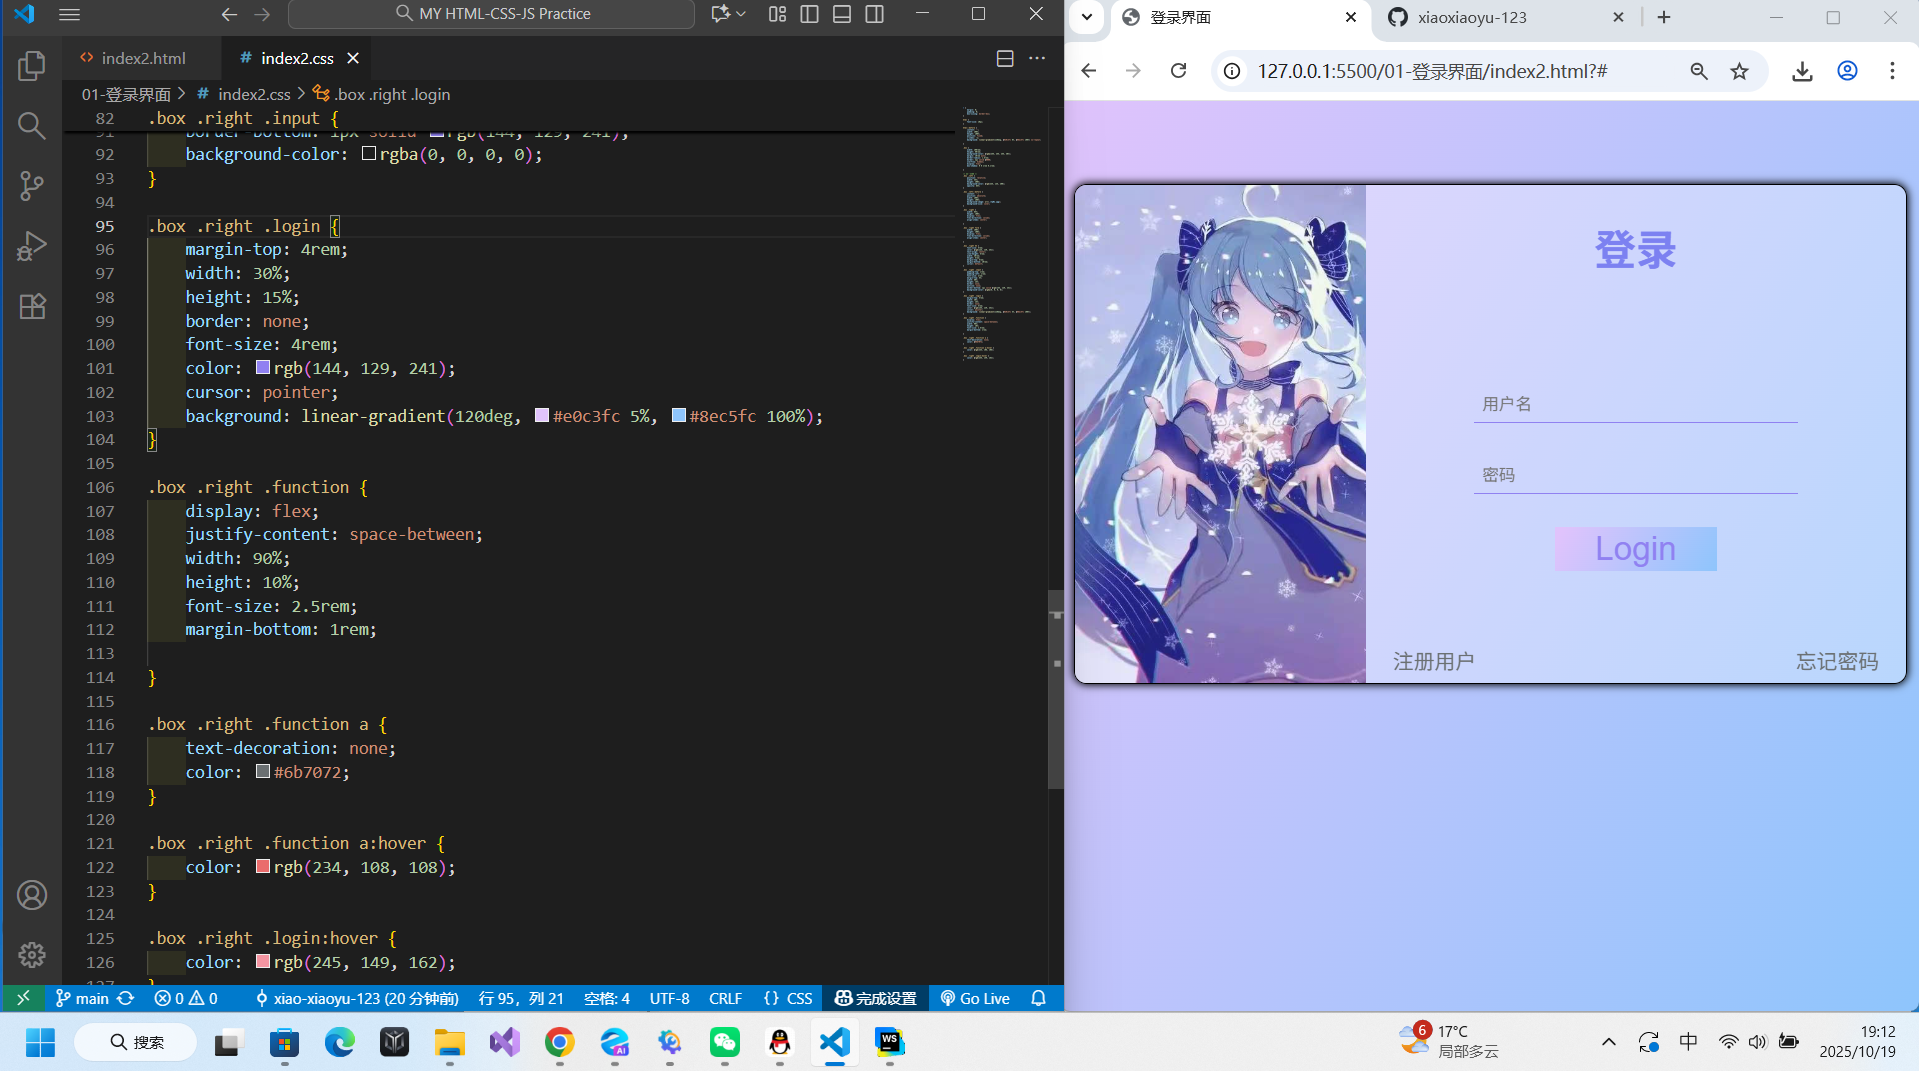 MY HTML-CSS-JS Practice
index2.html
# index2.css
01-登录界面 > # index2.css > .box .right .login
82 .box .right .input {
91 border-bottom: 1px solid rgb(144, 129, 241);
92 background-color: rgba(0, 0, 0, 0);
93 }
94
95 .box .right .login {
96 margin-top: 4rem;
97 width: 30%;
98 height: 15%;
99 border: none;
100 font-size: 4rem;
101 color: rgb(144, 129, 241);
102 cursor: pointer;
103 background: linear-gradient(120deg, #e0c3fc 5%, #8ec5fc 100%);
104 }
105
106 .box .right .function {
107 display: flex;
108 justify-content: space-between;
109 width: 90%;
110 height: 10%;
111 font-size: 2.5rem;
112 margin-bottom: 1rem;
113
114 }
115
116 .box .right .function a {
117 text-decoration: none;
118 color: #6b7072;
119 }
120
121 .box .right .function a:hover {
122 color: rgb(234, 108, 108);
123 }
124
125 .box .right .login:hover {
126 color: rgb(245, 149, 162);
127 }
main 0 0 xiao-xiaoyu-123 (20 分钟前) 行 95，列 21 空格: 4 UTF-8 CRLF {} CSS 完成设置 Go Live
登录界面
xiaoxiaoyu-123
127.0.0.1:5500/01-登录界面/index2.html?#
登录
用户名
密码
Login
注册用户 忘记密码
搜索
AI
WS
6
17°C
局部多云
中
19:12
2025/10/19